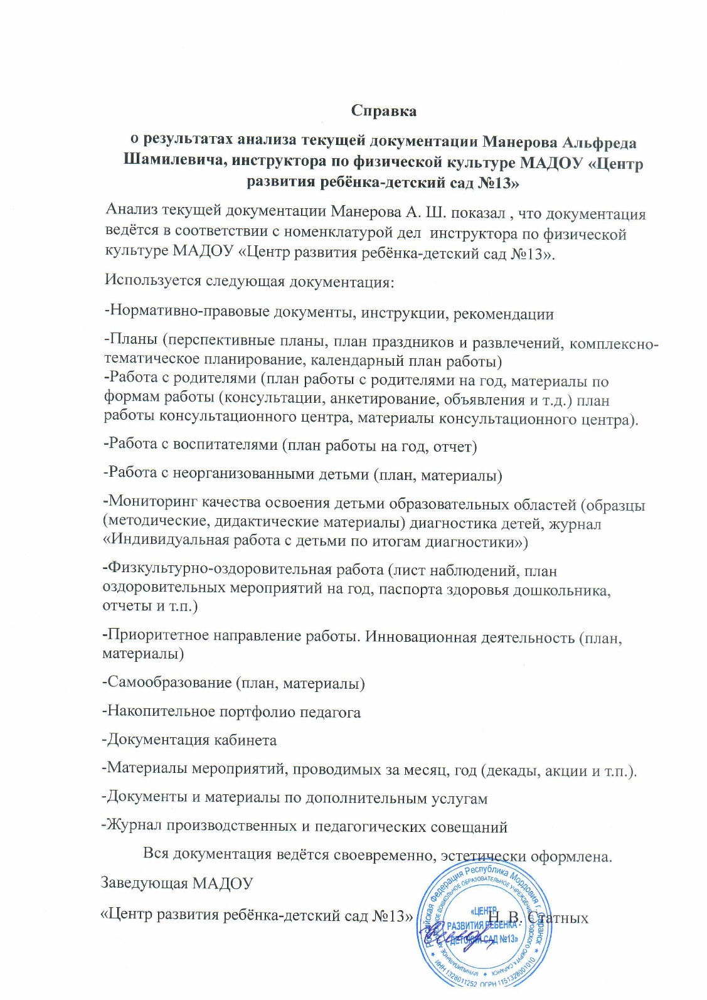 Справка
о результатах анализа текущей документации Манерова Альфреда
Шамилевича, инструктора по физической культуре МАДОУ «Центр
развития ребёнка-детский сад №13»
Анализ текущей документации Манерова А. Ш. показал , что документация
ведётся в соответствии с номенклатурой дел инструктора по физической
культуре МАДОУ «Центр развития ребёнка-детский сад №13».
Используется следующая документация:
-Нормативно-правовые документы, инструкции, рекомендации
-Планы (перспективные планы, план праздников и развлечений, комплексно-
тематическое планирование, календарный план работы)
-Работа с родителями (план работы с родителями на год, материалы по
формам работы (консультации, анкетирование, объявления и т.д.) план
работы консультационного центра, материалы консультационного центра).
-Работа с воспитателями (план работы на год, отчет)
-Работа с неорганизованными детьми (план, материалы)
-Мониторинг качества освоения детьми образовательных областей (образцы
(методические, дидактические материалы) диагностика детей, журнал
«Индивидуальная работа с детьми по итогам диагностики»)
-Физкультурно-оздоровительная работа (лист наблюдений, план
оздоровительных мероприятий на год, паспорта здоровья дошкольника,
отчеты и т.п.)
-Приоритетное направление работы. Инновационная деятельность (план,
материалы)
-Самообразование (план, материалы)
-Накопительное портфолио педагога
-Документация кабинета
-Материалы мероприятий, проводимых за месяц, год (декады, акции и т.п.).
-Документы и материалы по дополнительным услугам
-Журнал производственных и педагогических совещаний
Вся документация ведётся своевременно, эстетически оформлена.
Заведующая МАДОУ
«Центр развития ребёнка-детский сад №13» Н. В. Статных
Российская Федерация Республика Мордовия г. Саранск
ИНН 1328011252 ОГРН 1151328001010
МУНИЦИПАЛЬНОЕ ДОШКОЛЬНОЕ ОБРАЗОВАТЕЛЬНОЕ УЧРЕЖДЕНИЕ ГОРОДСКОГО ОКРУГА САРАНСК
«ЦЕНТР
РАЗВИТИЯ РЕБЕНКА -
ДЕТСКИЙ САД №13»